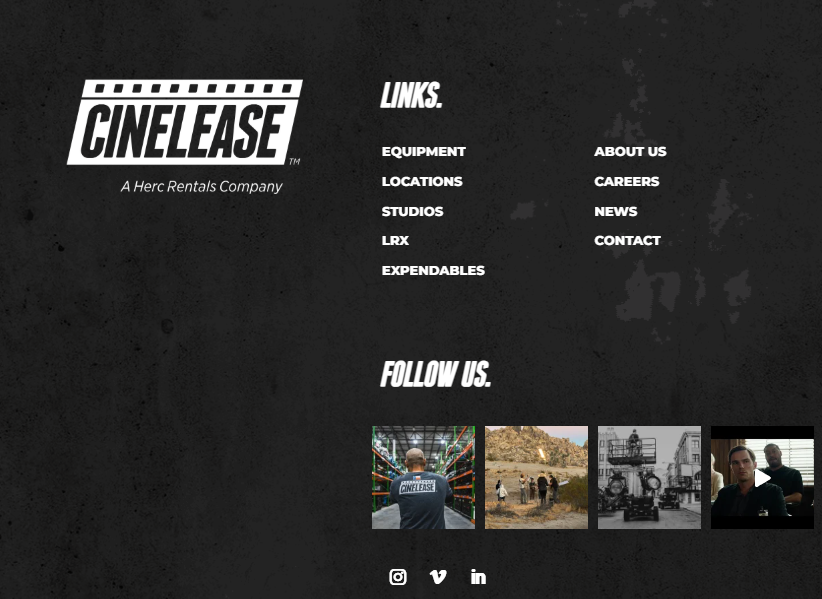 CINELEASE
TM
A Herc Rentals Company
LINKS.
EQUIPMENT
LOCATIONS
STUDIOS
LRX
EXPENDABLES
ABOUT US
CAREERS
NEWS
CONTACT
FOLLOW US.
CINELEASE